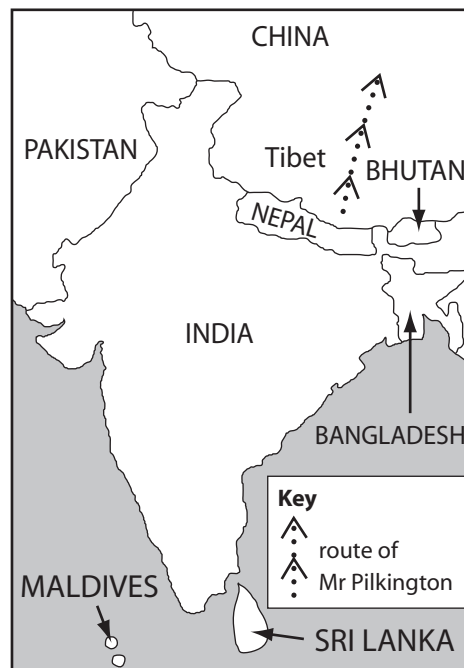 CHINA
PAKISTAN
Tibet
BHUTAN
NEPAL
INDIA
BANGLADESH
Key
route of
Mr Pilkington
MALDIVES
SRI LANKA